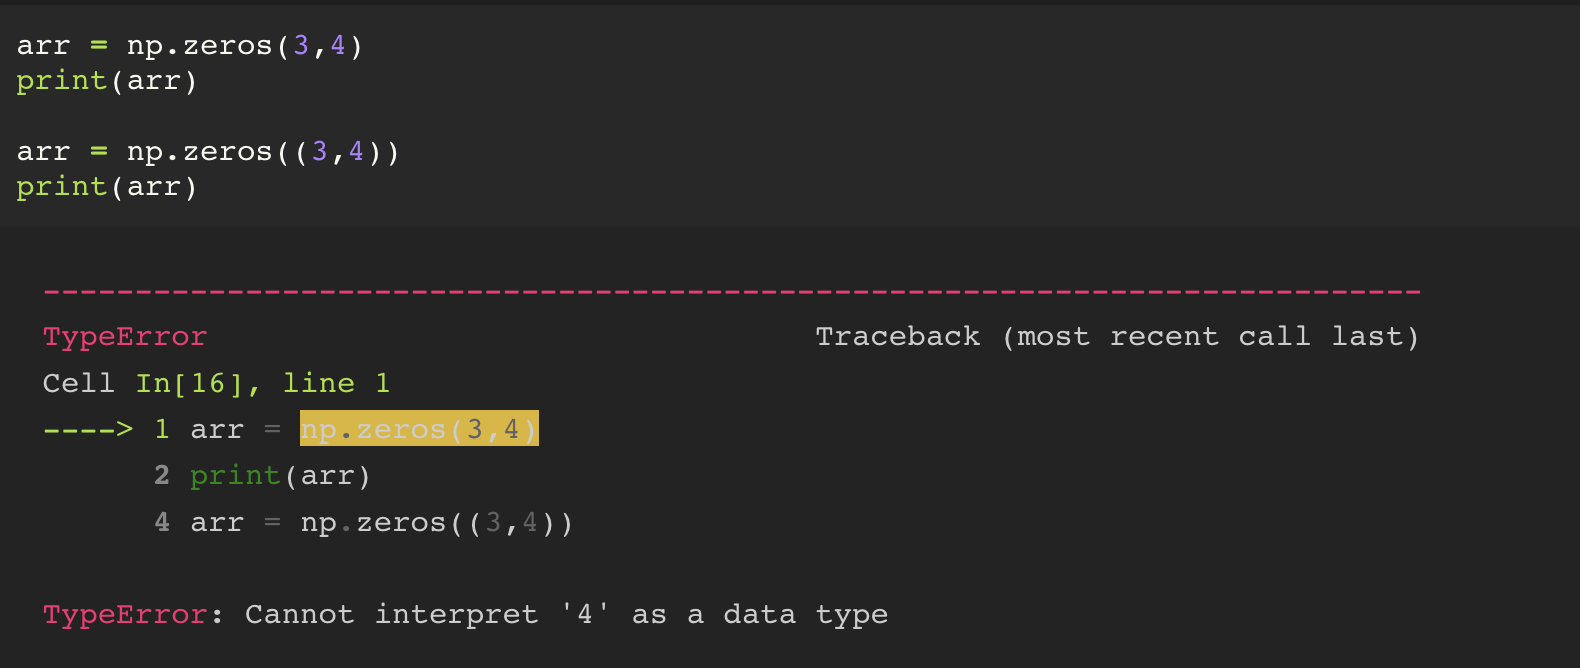 arr = np.zeros(3,4)
print(arr)
arr = np.zeros((3,4))
print(arr)
---------------------------------------------------------------------------
TypeError                                 Traceback (most recent call last)
Cell In[16], line 1
----> 1 arr = np.zeros(3,4)
      2 print(arr)
      4 arr = np.zeros((3,4))
TypeError: Cannot interpret '4' as a data type